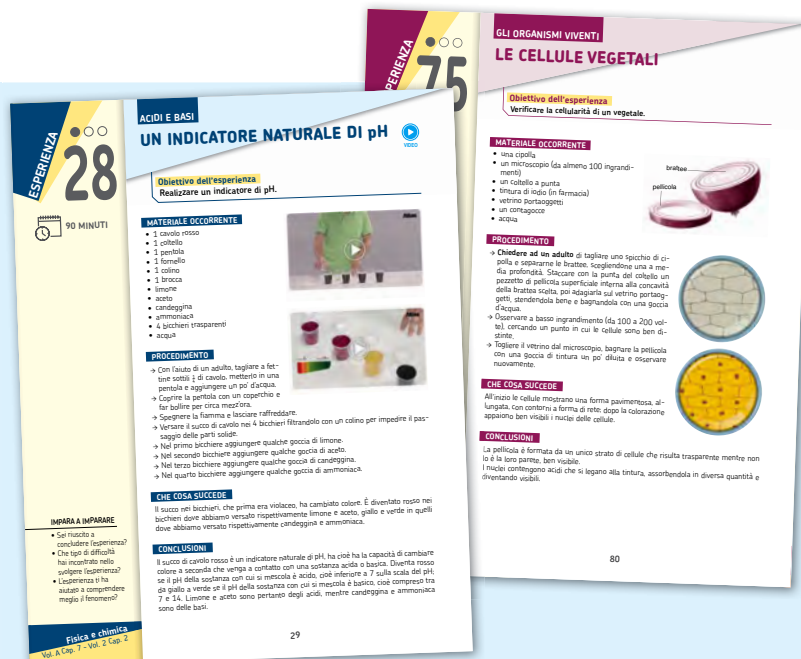 ESPERIENZA
28
90 MINUTI
ACIDI E BASI
UN INDICATORE NATURALE DI pH
VIDEO
Obiettivo dell'esperienza
Realizzare un indicatore di pH.
MATERIALE OCCORRENTE
• 1 cavolo rosso
• 1 coltello
• 1 pentola
• 1 fornello
• 1 colino
• 1 brocca
• limone
• aceto
• candeggina
• ammoniaca
• 4 bicchieri trasparenti
• acqua
PROCEDIMENTO
→ Con l'aiuto di un adulto, tagliare a fet-
tine sottili di cavolo, metterlo in una
pentola e aggiungere un po' d'acqua.
→ Coprire la pentola con un coperchio e
far bollire per circa mezz'ora.
→ Spegnere la fiamma e lasciare raffreddare.
→ Versare il succo di cavolo nei 4 bicchieri filtrandolo con un colino per impedire il pas-
saggio delle parti solide.
→ Nel primo bicchiere aggiungere qualche goccia di limone.
→ Nel secondo bicchiere aggiungere qualche goccia di aceto.
→ Nel terzo bicchiere aggiungere qualche goccia di candeggina.
→ Nel quarto bicchiere aggiungere qualche goccia di ammoniaca.
CHE COSA SUCCEDE
Il succo nei bicchieri, che prima era violaceo, ha cambiato colore. È diventato rosso nei
bicchieri dove abbiamo versato rispettivamente limone e aceto, giallo e verde in quelli
dove abbiamo versato rispettivamente candeggina e ammoniaca.
CONCLUSIONI
Il succo di cavolo rosso è un indicatore naturale di pH, ha cioè ha la capacità di cambiare
colore a seconda che venga a contatto con una sostanza acida o basica. Diventa rosso
se il pH della sostanza con cui si mescola è acido, cioè inferiore a 7 sulla scala del pH;
da giallo a verde se il pH della sostanza con cui si mescola è basico, cioè compreso tra
7 e 14. Limone e aceto sono pertanto degli acidi, mentre candeggina e ammoniaca
sono delle basi.
IMPARA A IMPARARE
• Sei riuscito a
concludere l'esperienza?
• Che tipo di difficoltà
hai incontrato nello
svolgere l'esperienza?
• L'esperienza ti ha
aiutato a comprendere
meglio il fenomeno?
Fisica e chimica
Vol. A Cap. 7 - Vol. 2 Cap. 2
29
PERIENZA
75
GLI ORGANISMI VIVENTI
LE CELLULE VEGETALI
Obiettivo dell'esperienza
Verificare la cellularità di un vegetale.
MATERIALE OCCORRENTE
• una cipolla
• un microscopio (da almeno 100 ingrandi-
menti)
• un coltello a punta
• tintura di iodio (in farmacia)
• vetrino portaoggetti
• un contagocce
• acqua
brattee
pellicola
PROCEDIMENTO
→ Chiedere ad un adulto di tagliare uno spicchio di ci-
polla e separarne le brattee, scegliendone una a me-
dia profondità. Staccare con la punta del coltello un
pezzetto di pellicola superficiale interna alla concavità
della brattea scelta, poi adagiarla sul vetrino portaog-
getti, stendendola bene e bagnandola con una goccia
d'acqua.
→ Osservare a basso ingrandimento (da 100 a 200 vol-
te), cercando un punto in cui le cellule sono ben di-
stinte.
→ Togliere il vetrino dal microscopio, bagnare la pellicola
con una goccia di tintura un po' diluita e osservare
nuovamente.
CHE COSA SUCCEDE
All'inizio le cellule mostrano una forma pavimentosa, al-
lungata, con contorni a forma di rete; dopo la colorazione
appaiono ben visibili i nuclei delle cellule.
CONCLUSIONI
La pellicola è formata da un unico strato di cellule che risulta trasparente mentre non
lo è la loro parete, ben visibile.
I nuclei contengono acidi che si legano alla tintura, assorbendola in diversa quantità e
diventando visibili.
80